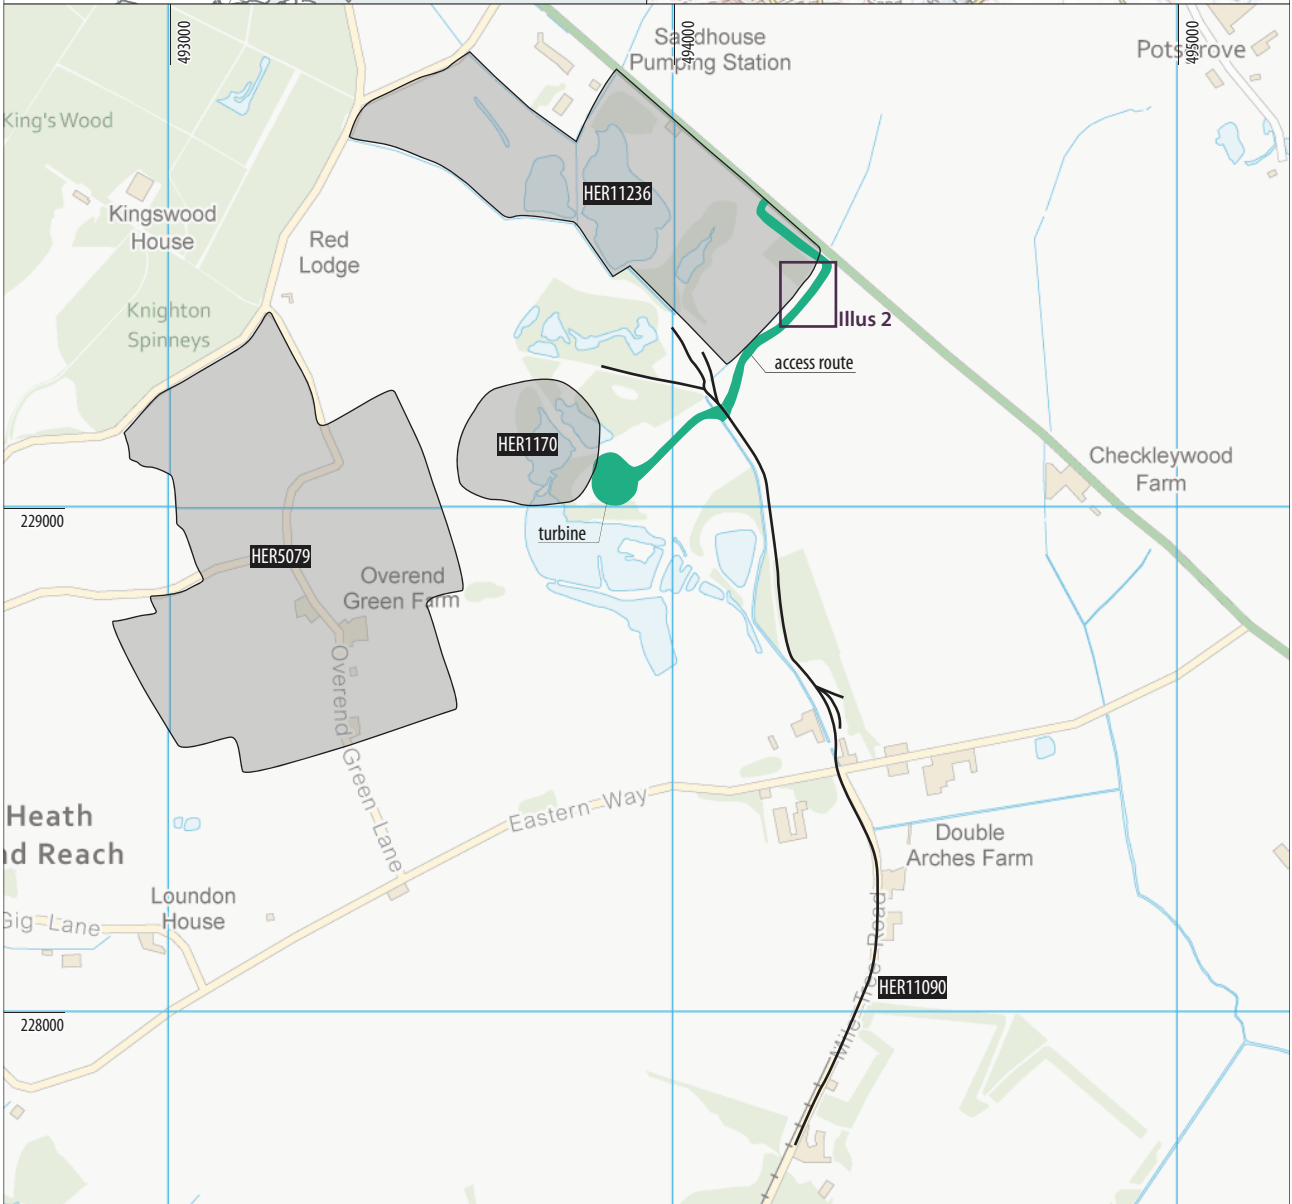 493000
494000
495000
Sandhouse
Pumping Station
Potsgrove
King's Wood
HER11236
Kingswood
House
Red
Lodge
Knighton
Spinneys
Illus 2
access route
HER1170
Checkleywood
Farm
229000
turbine
HER5079
Overend
Green Farm
Overend Green Lane
Eastern Way
Heath
nd Reach
Double
Arches Farm
Loundon
House
Gig Lane
Mile Tree Road
HER11090
228000